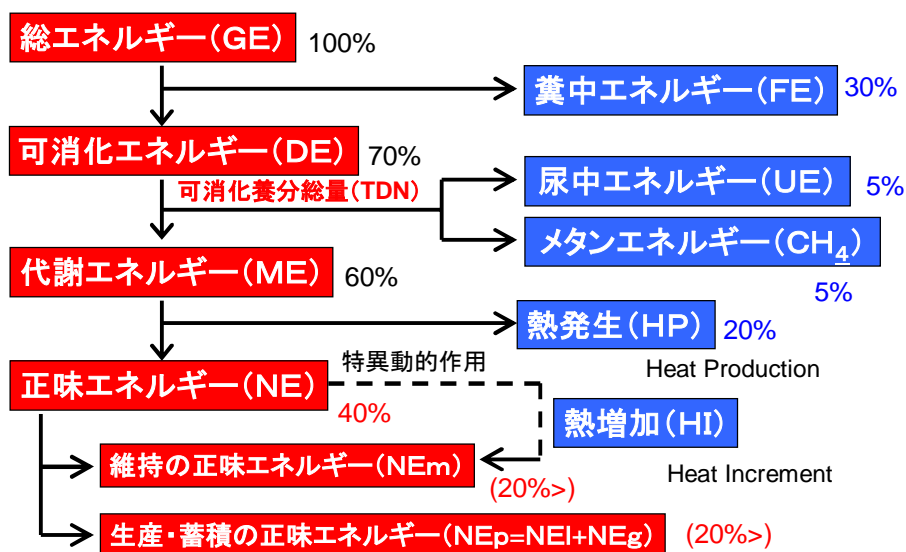 総エネルギー(GE) 100%
糞中エネルギー(FE) 30%
可消化エネルギー(DE) 70%
可消化養分総量(TDN)
尿中エネルギー(UE) 5%
メタンエネルギー(CH4)
5%
代謝エネルギー(ME) 60%
熱発生(HP) 20%
Heat Production
特異動的作用
正味エネルギー(NE)
40%
熱増加(HI)
Heat Increment
維持の正味エネルギー(NEm)
(20%>)
生産・蓄積の正味エネルギー(NEp=NEl+NEg) (20%>)